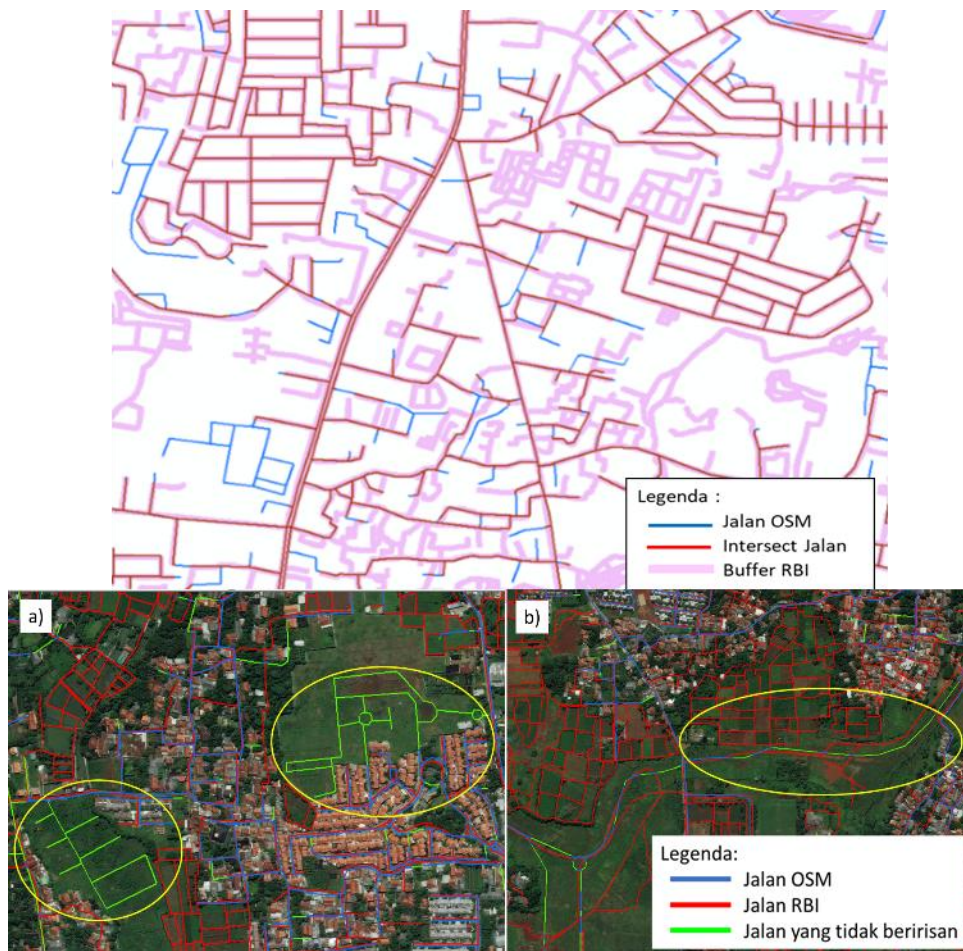 Legenda :
Jalan OSM
Intersect Jalan
Buffer RBI
a)
b)
Legenda:
Jalan OSM
Jalan RBI
Jalan yang tidak beririsan